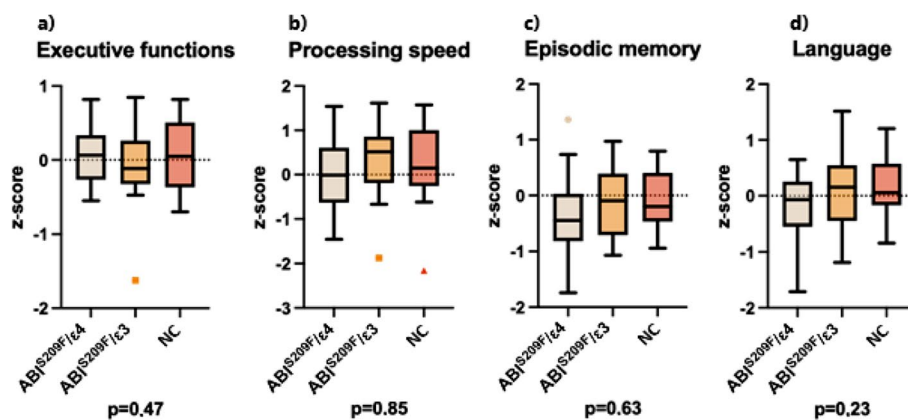 a)
Executive functions
z-score
1
0
-1
-2
ABI^S209F/ε4
ABI^S209F/ε3
NC
p=0.47
b)
Processing speed
z-score
2
1
0
-1
-2
-3
ABI^S209F/ε4
ABI^S209F/ε3
NC
p=0.85
c)
Episodic memory
z-score
2
1
0
-1
-2
ABI^S209F/ε4
ABI^S209F/ε3
NC
p=0.63
d)
Language
z-score
2
1
0
-1
-2
ABI^S209F/ε4
ABI^S209F/ε3
NC
p=0.23